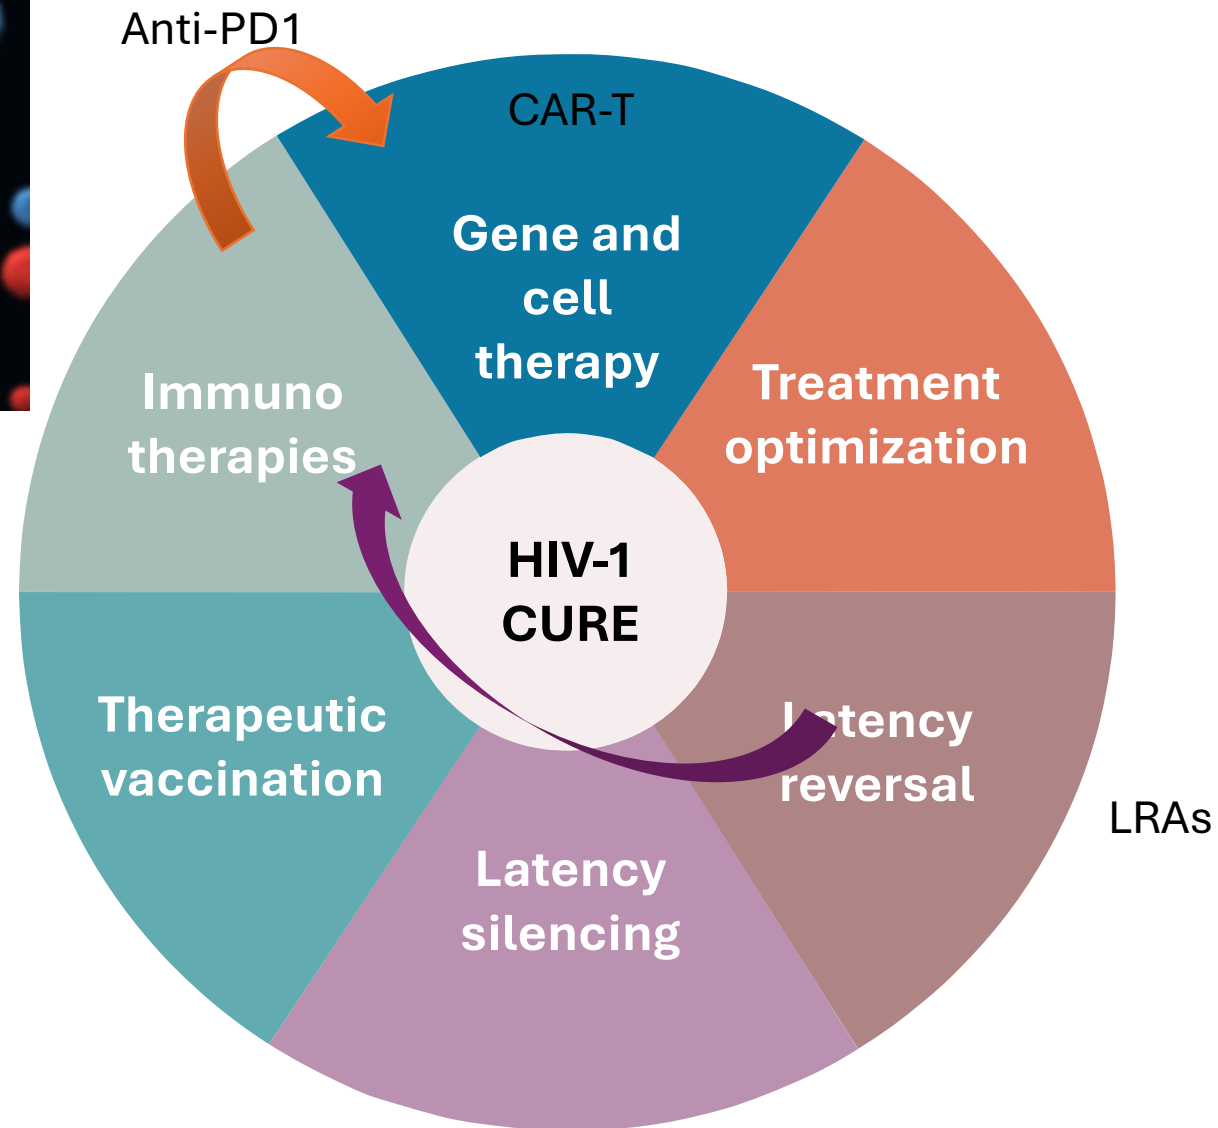 Anti-PD1
CAR-T
Gene and
cell
therapy
Treatment
optimization
Immuno
therapies
HIV-1
CURE
Therapeutic
vaccination
Latency
reversal
LRAs
Latency
silencing